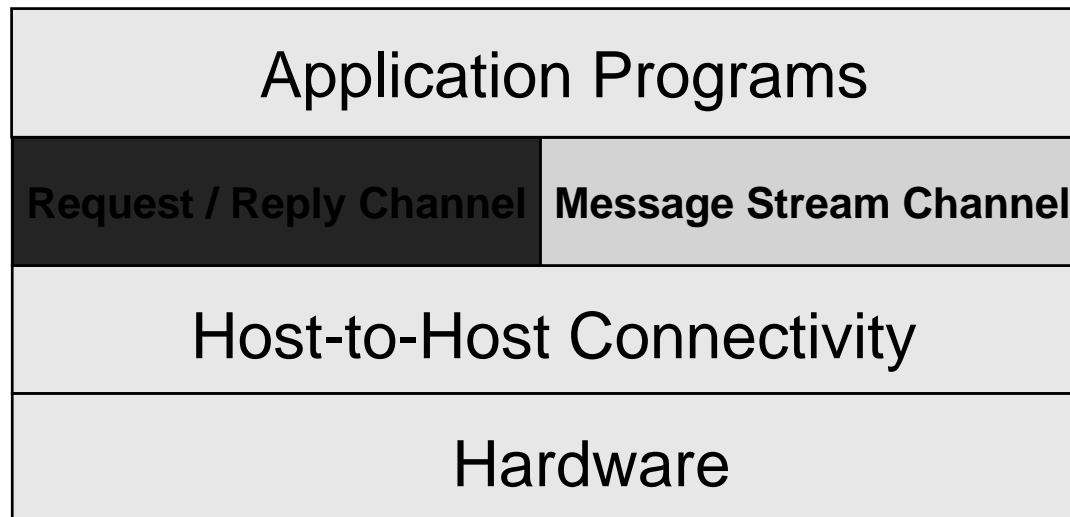 Application Programs
Request / Reply Channel
Message Stream Channel
Host-to-Host Connectivity
Hardware